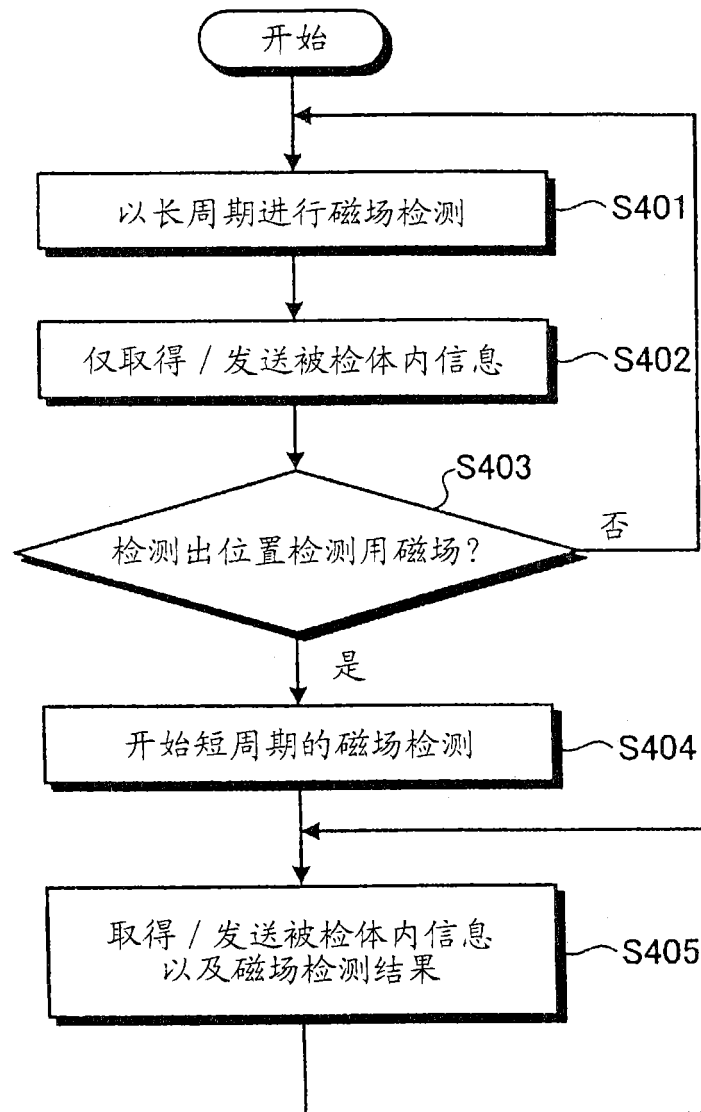 开始
以长周期进行磁场检测
S401
仅取得/发送被检体内信息
S402
S403
检测出位置检测用磁场?
否
是
开始短周期的磁场检测
S404
取得/发送被检体内信息
以及磁场检测结果
S405